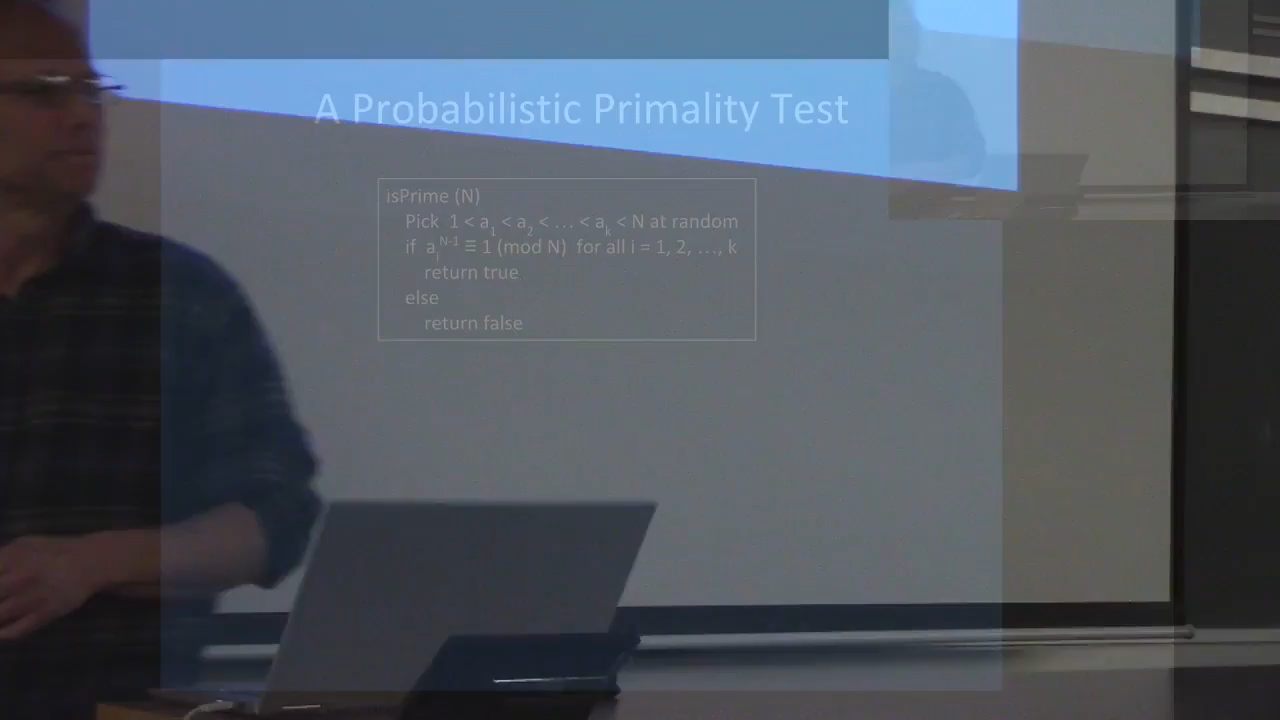 A Probabilistic Primality Test
isPrime (N)
Pick 1 < a₁ < a₂ < … < aₖ < N at random
if aᵢᴺ⁻¹ ≡ 1 (mod N) for all i = 1, 2, …, k
return true
else
return false